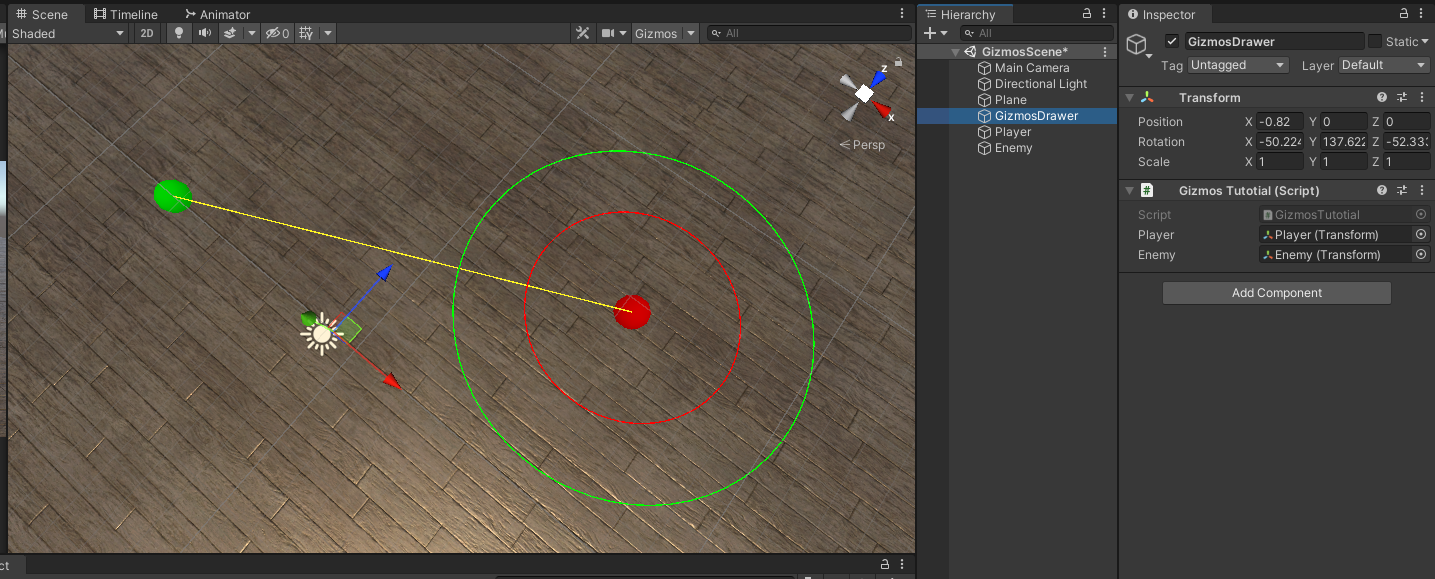 Scene Timeline Animator
Shaded 2D 0 Gizmos All
z
x
Persp
Hierarchy
All
GizmosScene*
Main Camera
Directional Light
Plane
GizmosDrawer
Player
Enemy
Inspector
GizmosDrawer Static
Tag Untagged Layer Default
Transform
Position X -0.82 Y 0 Z 0
Rotation X -50.224 Y 137.622 Z -52.333
Scale X 1 Y 1 Z 1
# Gizmos Tutotial (Script)
Script # GizmosTutotial
Player Player (Transform)
Enemy Enemy (Transform)
Add Component
ct